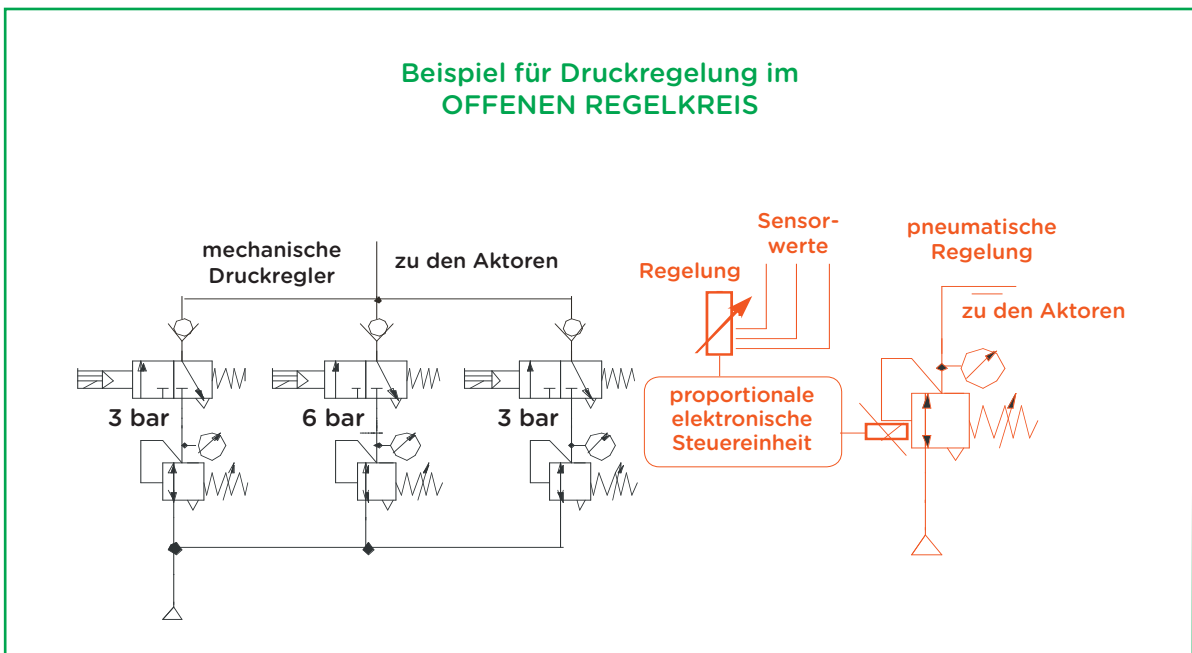 Beispiel für Druckregelung im
OFFENEN REGELKREIS
mechanische
Druckregler
zu den Aktoren
3 bar
6 bar
3 bar
Sensor-
werte
Regelung
pneumatische
Regelung
zu den Aktoren
proportionale
elektronische
Steuereinheit